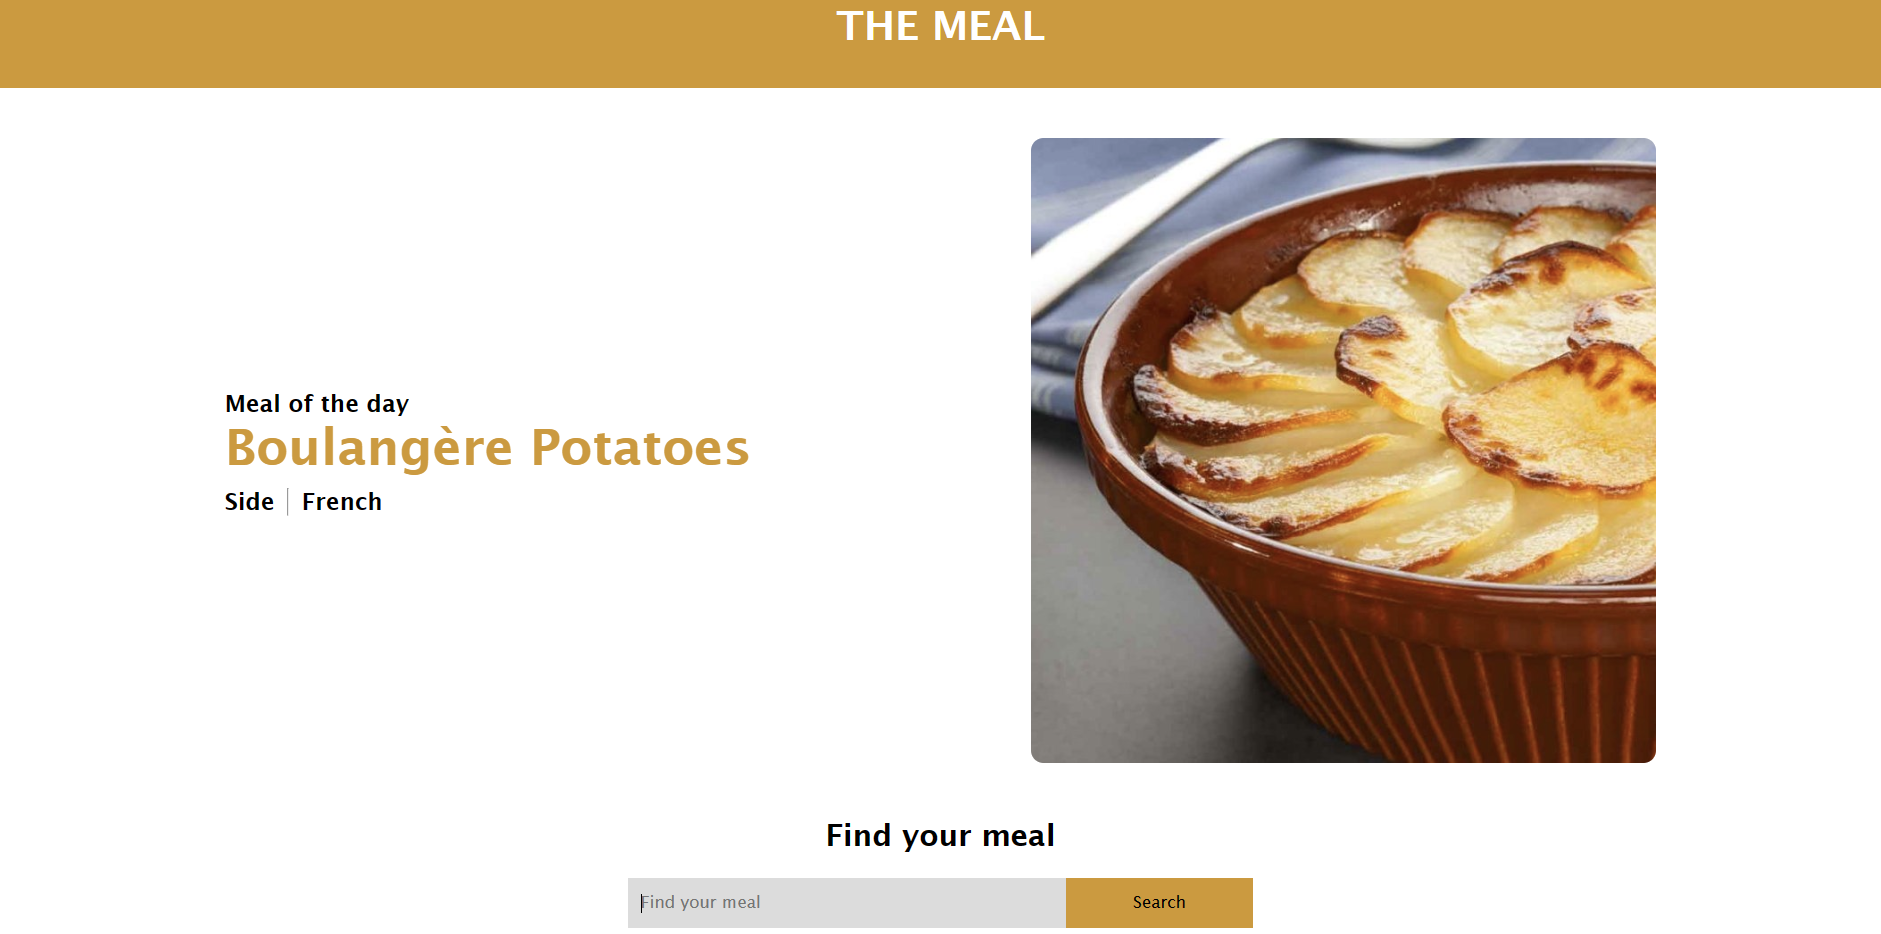 THE MEAL
Meal of the day
Boulangère Potatoes
Side | French
Find your meal
Find your meal
Search